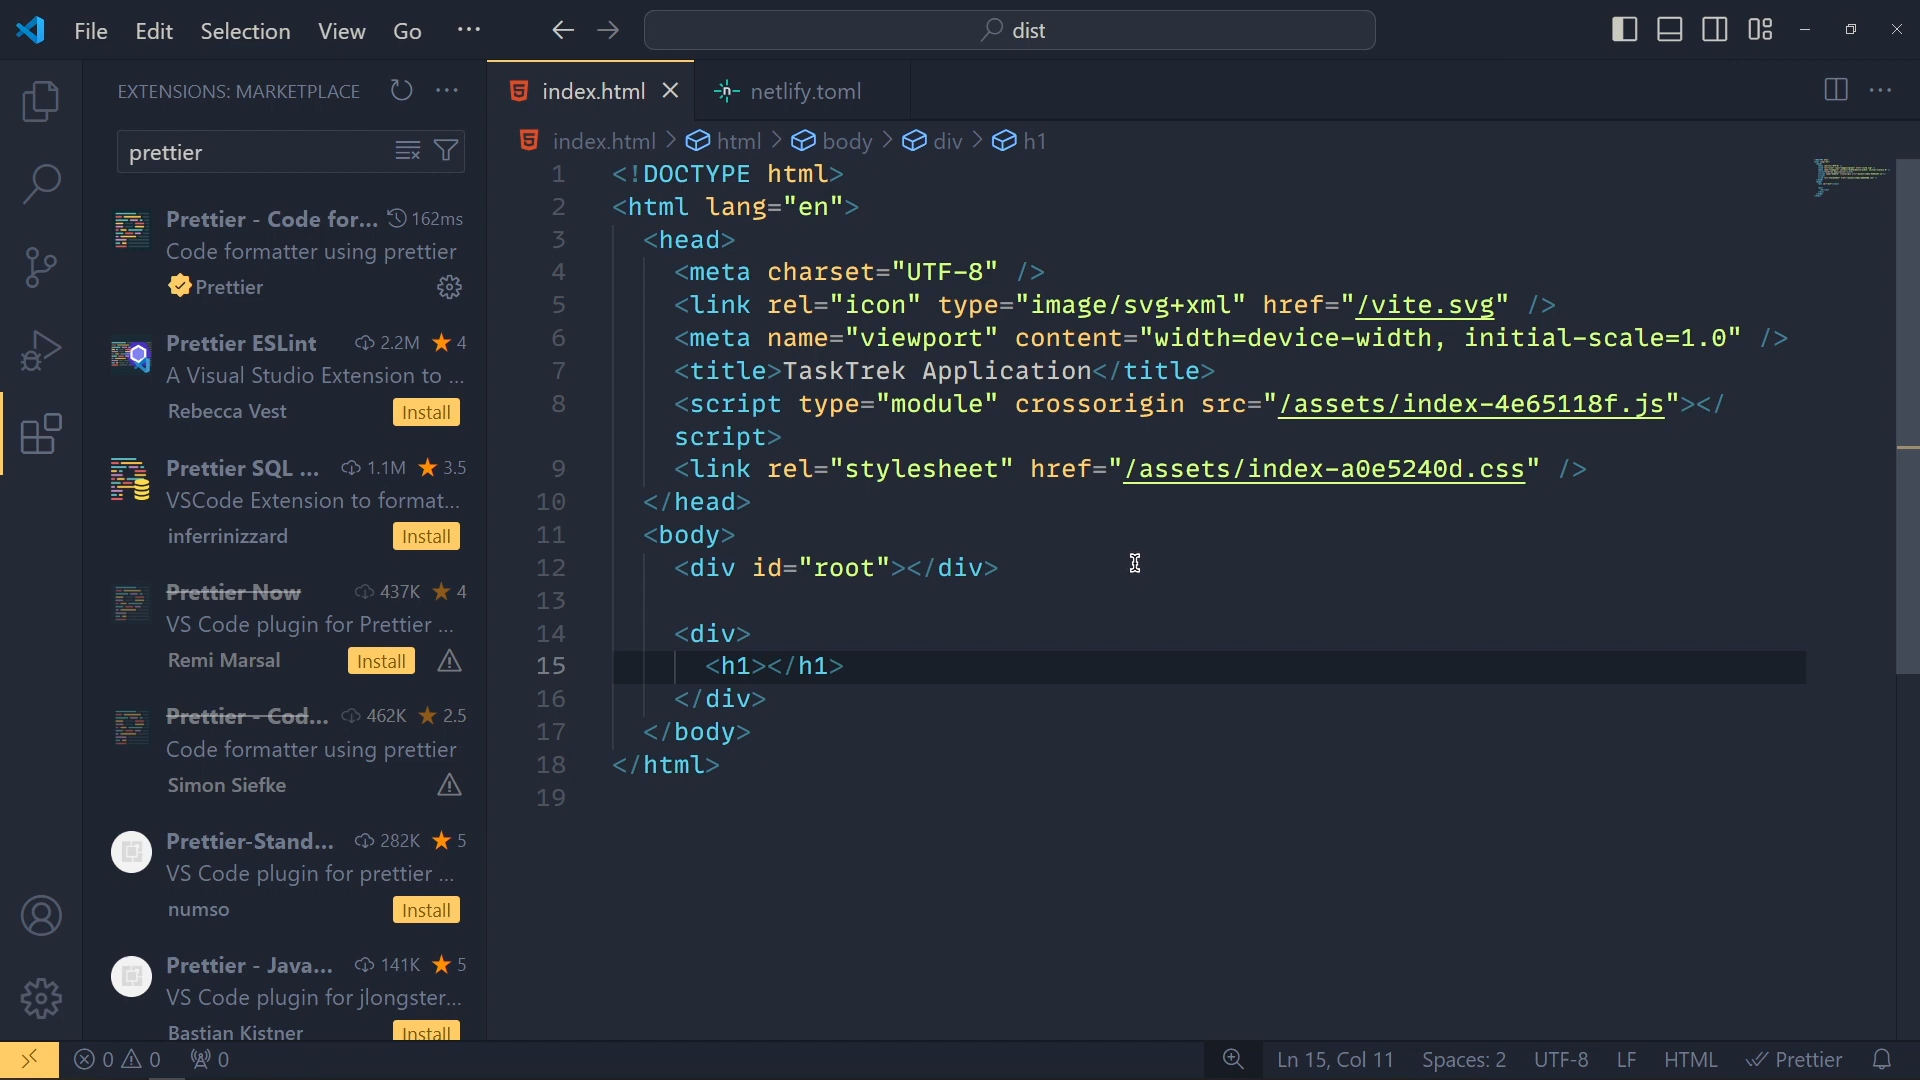 File Edit Selection View Go ··· dist
EXTENSIONS: MARKETPLACE ···
prettier
Prettier - Code for... 162ms
Code formatter using prettier
Prettier
Prettier ESLint 2.2M 4
A Visual Studio Extension to ...
Rebecca Vest Install
Prettier SQL ... 1.1M 3.5
VSCode Extension to format...
inferrinizzard Install
Prettier Now 437K 4
VS Code plugin for Prettier ...
Remi Marsal Install
Prettier - Cod... 462K 2.5
Code formatter using prettier
Simon Siefke
Prettier-Stand... 282K 5
VS Code plugin for prettier ...
numso Install
Prettier - Java... 141K 5
VS Code plugin for jlongster...
Bastian Kistner Install
index.html netlify.toml ···
index.html > html > body > div > h1
1 <!DOCTYPE html>
2 <html lang="en">
3 <head>
4 <meta charset="UTF-8" />
5 <link rel="icon" type="image/svg+xml" href="/vite.svg" />
6 <meta name="viewport" content="width=device-width, initial-scale=1.0" />
7 <title>TaskTrek Application</title>
8 <script type="module" crossorigin src="/assets/index-4e65118f.js"></
script>
9 <link rel="stylesheet" href="/assets/index-a0e5240d.css" />
10 </head>
11 <body>
12 <div id="root"></div>
13
14 <div>
15 <h1></h1>
16 </div>
17 </body>
18 </html>
19
0 0 0 Ln 15, Col 11 Spaces: 2 UTF-8 LF HTML Prettier